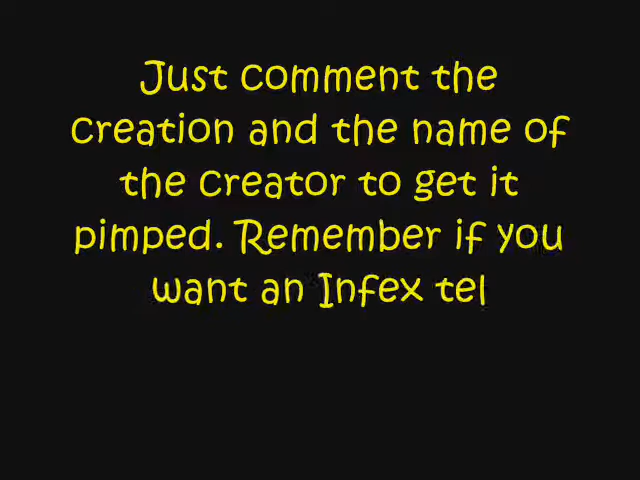 Just comment the
creation and the name of
the creator to get it
pimped. Remember if you
want an Infex tel